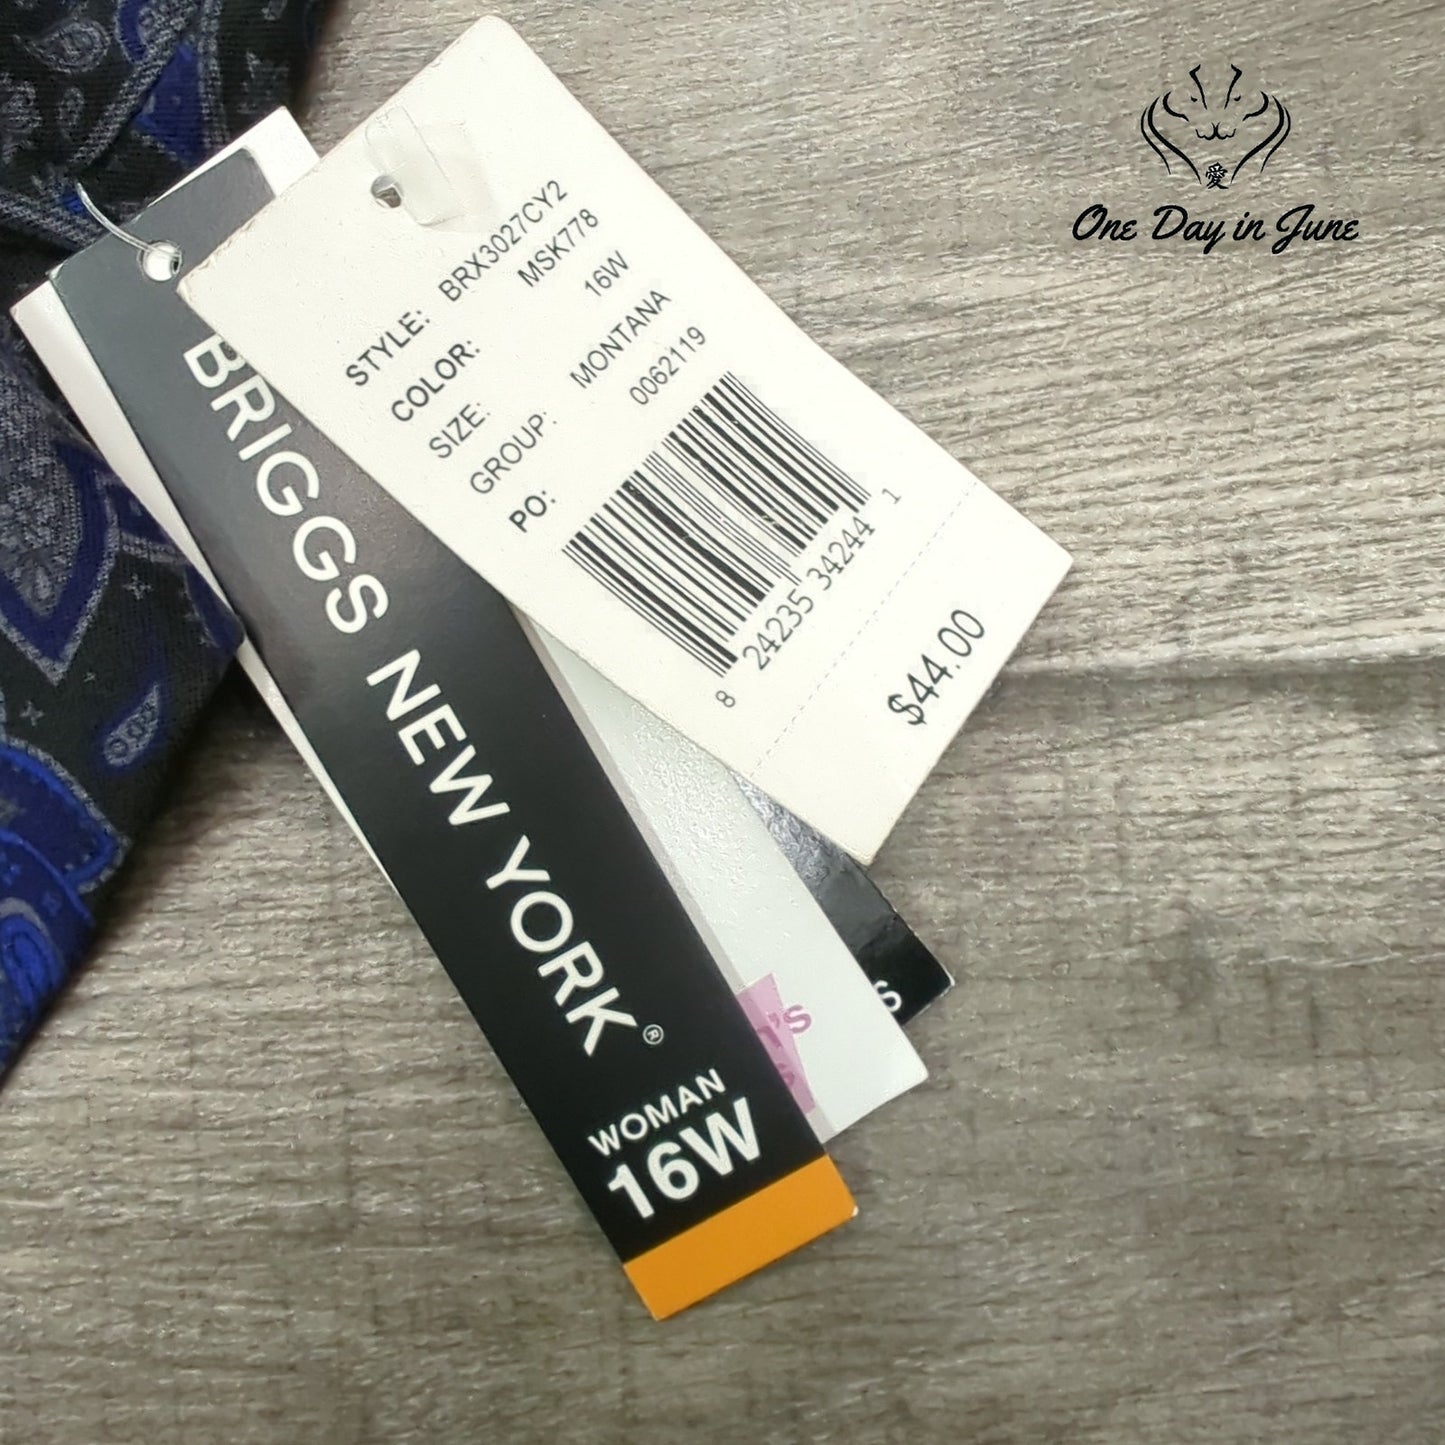 愛
One Day in June
STYLE: BRX3027CY2
COLOR: MSK778
SIZE: 16W
GROUP: MONTANA
PO: 0062119
8 24235 34244 1
$44.00
BRIGGS NEW YORK®
WOMAN
16W
n's
s